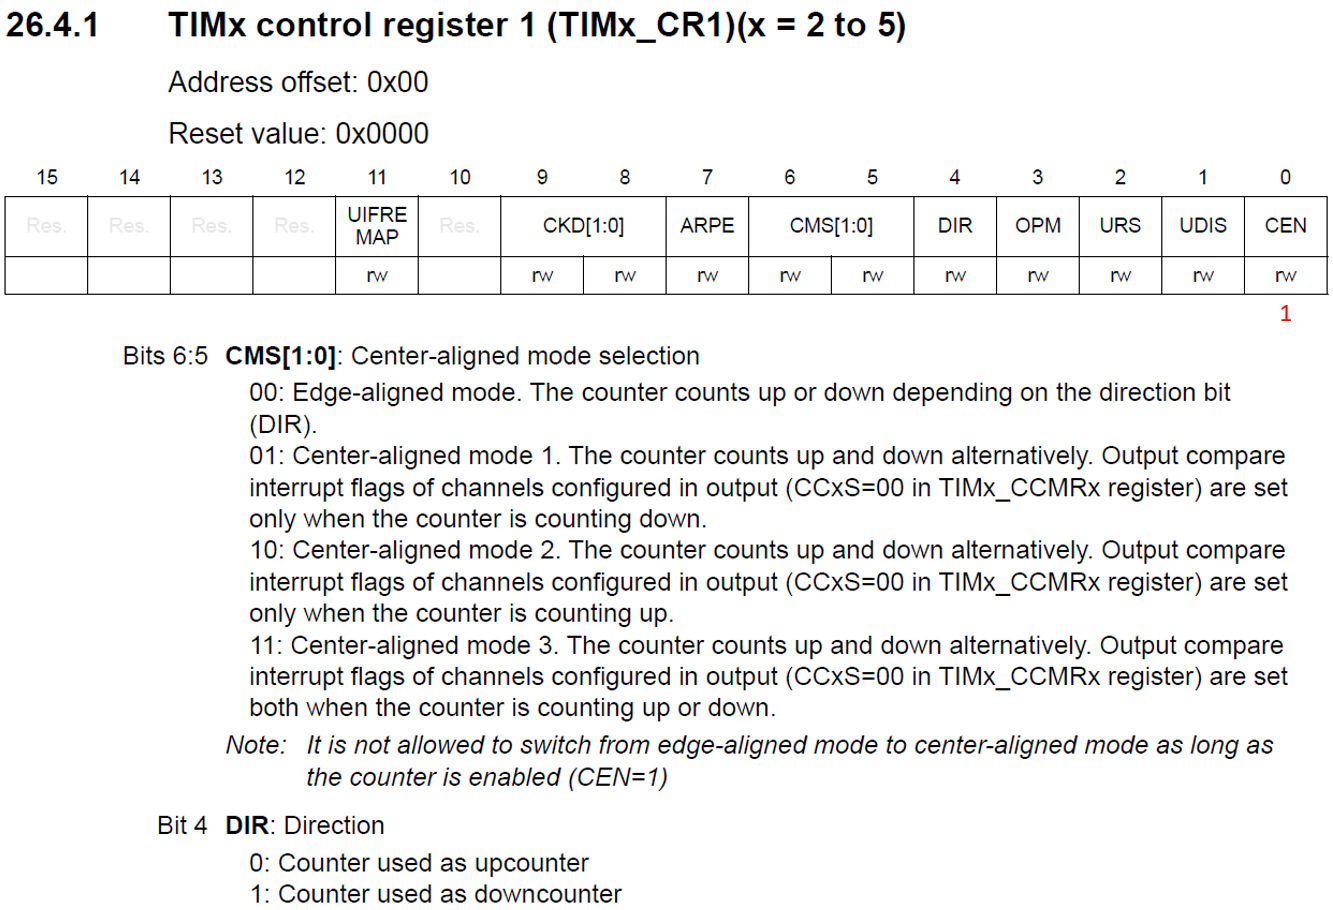 26.4.1 TIMx control register 1 (TIMx_CR1)(x = 2 to 5)
Address offset: 0x00
Reset value: 0x0000
15 14 13 12 11 10 9 8 7 6 5 4 3 2 1 0
Res. Res. Res. Res. UIFRE MAP Res. CKD[1:0] ARPE CMS[1:0] DIR OPM URS UDIS CEN
rw rw rw rw rw rw rw rw rw rw rw
1
Bits 6:5 CMS[1:0]: Center-aligned mode selection
00: Edge-aligned mode. The counter counts up or down depending on the direction bit
(DIR).
01: Center-aligned mode 1. The counter counts up and down alternatively. Output compare
interrupt flags of channels configured in output (CCxS=00 in TIMx_CCMRx register) are set
only when the counter is counting down.
10: Center-aligned mode 2. The counter counts up and down alternatively. Output compare
interrupt flags of channels configured in output (CCxS=00 in TIMx_CCMRx register) are set
only when the counter is counting up.
11: Center-aligned mode 3. The counter counts up and down alternatively. Output compare
interrupt flags of channels configured in output (CCxS=00 in TIMx_CCMRx register) are set
both when the counter is counting up or down.
Note: It is not allowed to switch from edge-aligned mode to center-aligned mode as long as
the counter is enabled (CEN=1)
Bit 4 DIR: Direction
0: Counter used as upcounter
1: Counter used as downcounter